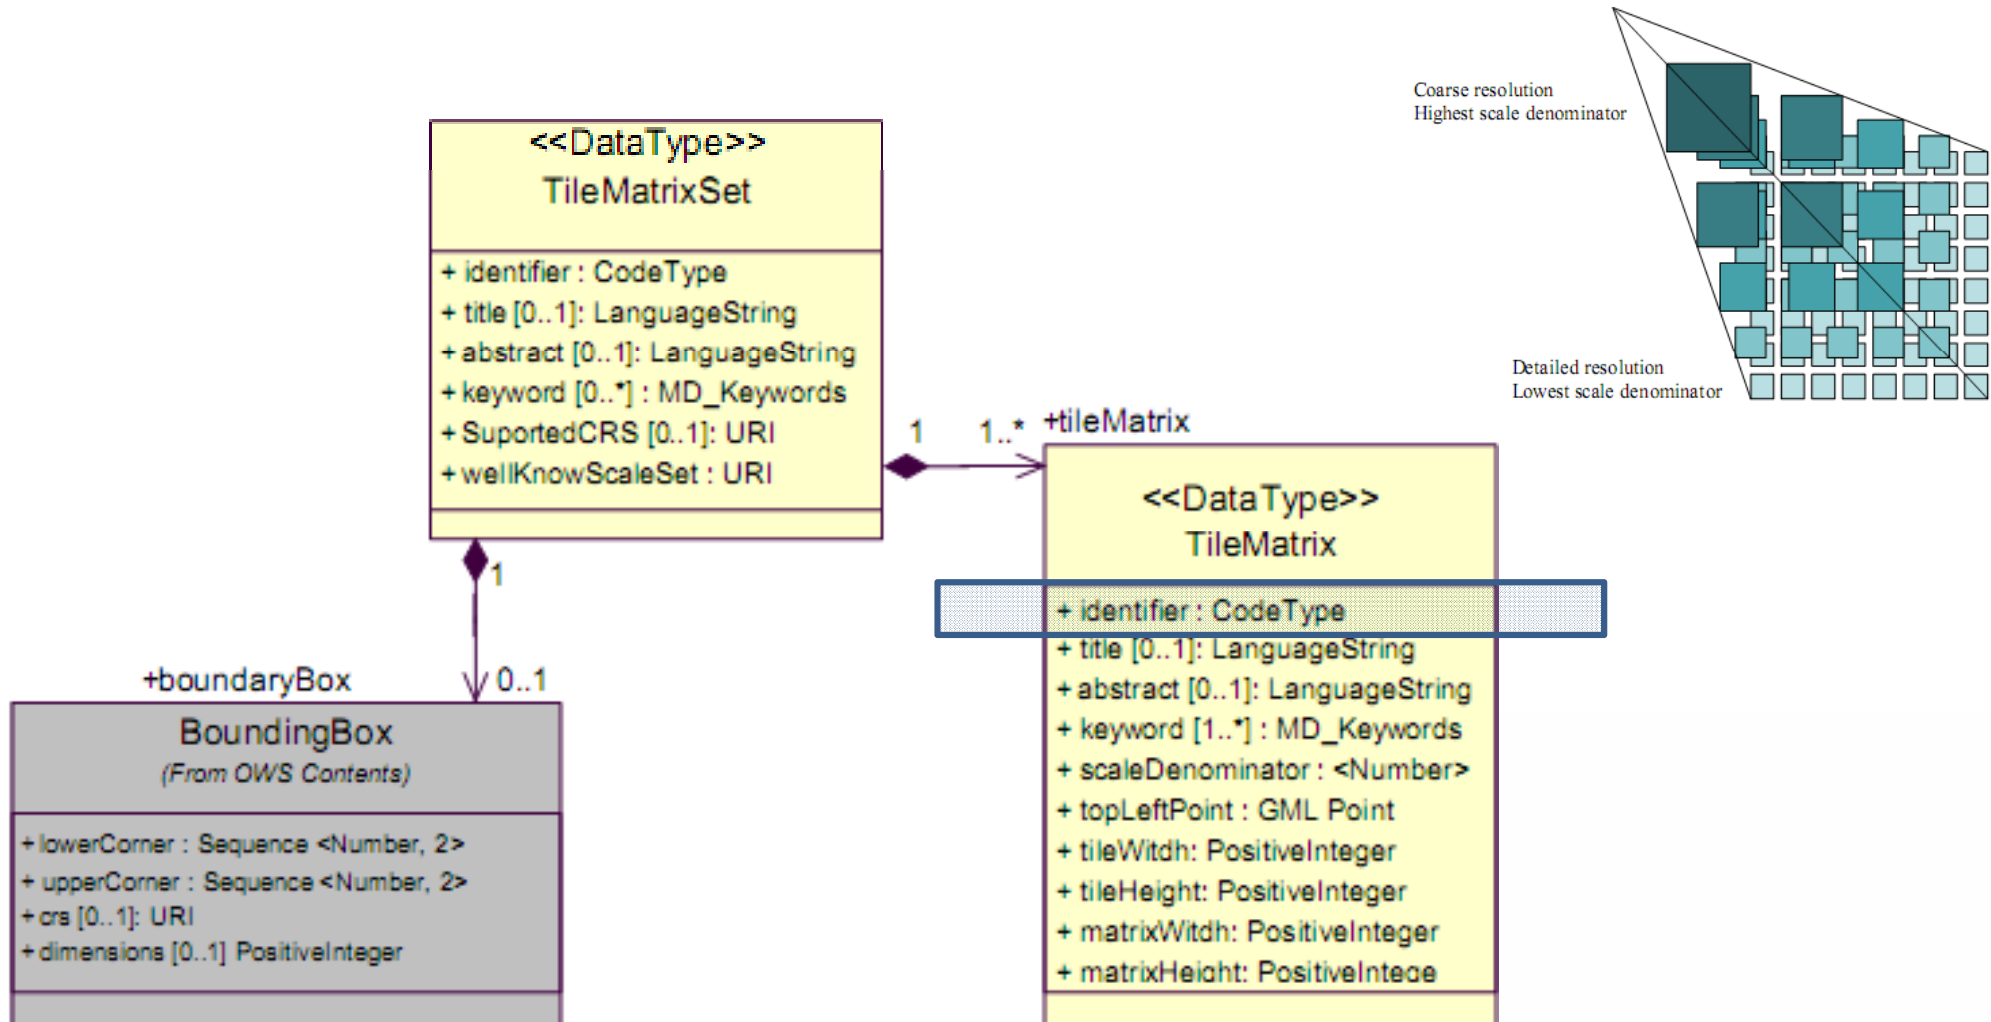 Coarse resolution
Highest scale denominator
Detailed resolution
Lowest scale denominator
<<DataType>>
TileMatrixSet
+ identifier : CodeType
+ title [0..1]: LanguageString
+ abstract [0..1]: LanguageString
+ keyword [0..*] : MD_Keywords
+ SuportedCRS [0..1]: URI
+ wellKnowScaleSet : URI
1
1..*
+tileMatrix
1
+boundaryBox
0..1
BoundingBox
(From OWS Contents)
+ lowerCorner : Sequence <Number, 2>
+ upperCorner : Sequence <Number, 2>
+ crs [0..1]: URI
+ dimensions [0..1] PositiveInteger
<<DataType>>
TileMatrix
+ identifier : CodeType
+ title [0..1]: LanguageString
+ abstract [0..1]: LanguageString
+ keyword [1..*] : MD_Keywords
+ scaleDenominator : <Number>
+ topLeftPoint : GML Point
+ tileWitdh: PositiveInteger
+ tileHeight: PositiveInteger
+ matrixWitdh: PositiveInteger
+ matrixHeight: PositiveIntege